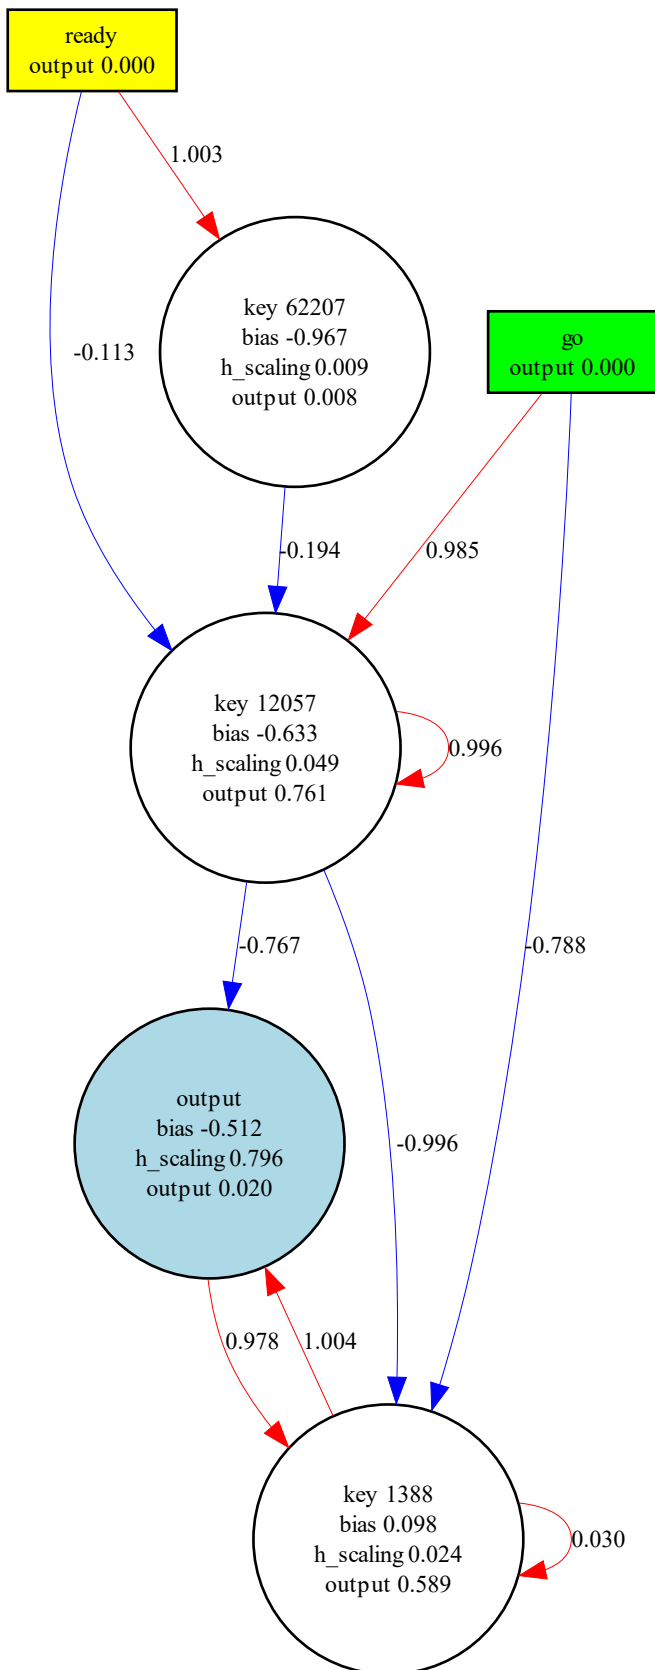 ready
output 0.000
1.003
key 62207
bias -0.967
h_scaling 0.009
output 0.008
go
output 0.000
-0.113
-0.194
0.985
key 12057
bias -0.633
h_scaling 0.049
output 0.761
0.996
-0.767
-0.788
output
bias -0.512
h_scaling 0.796
output 0.020
-0.996
0.978
1.004
key 1388
bias 0.098
h_scaling 0.024
output 0.589
0.030